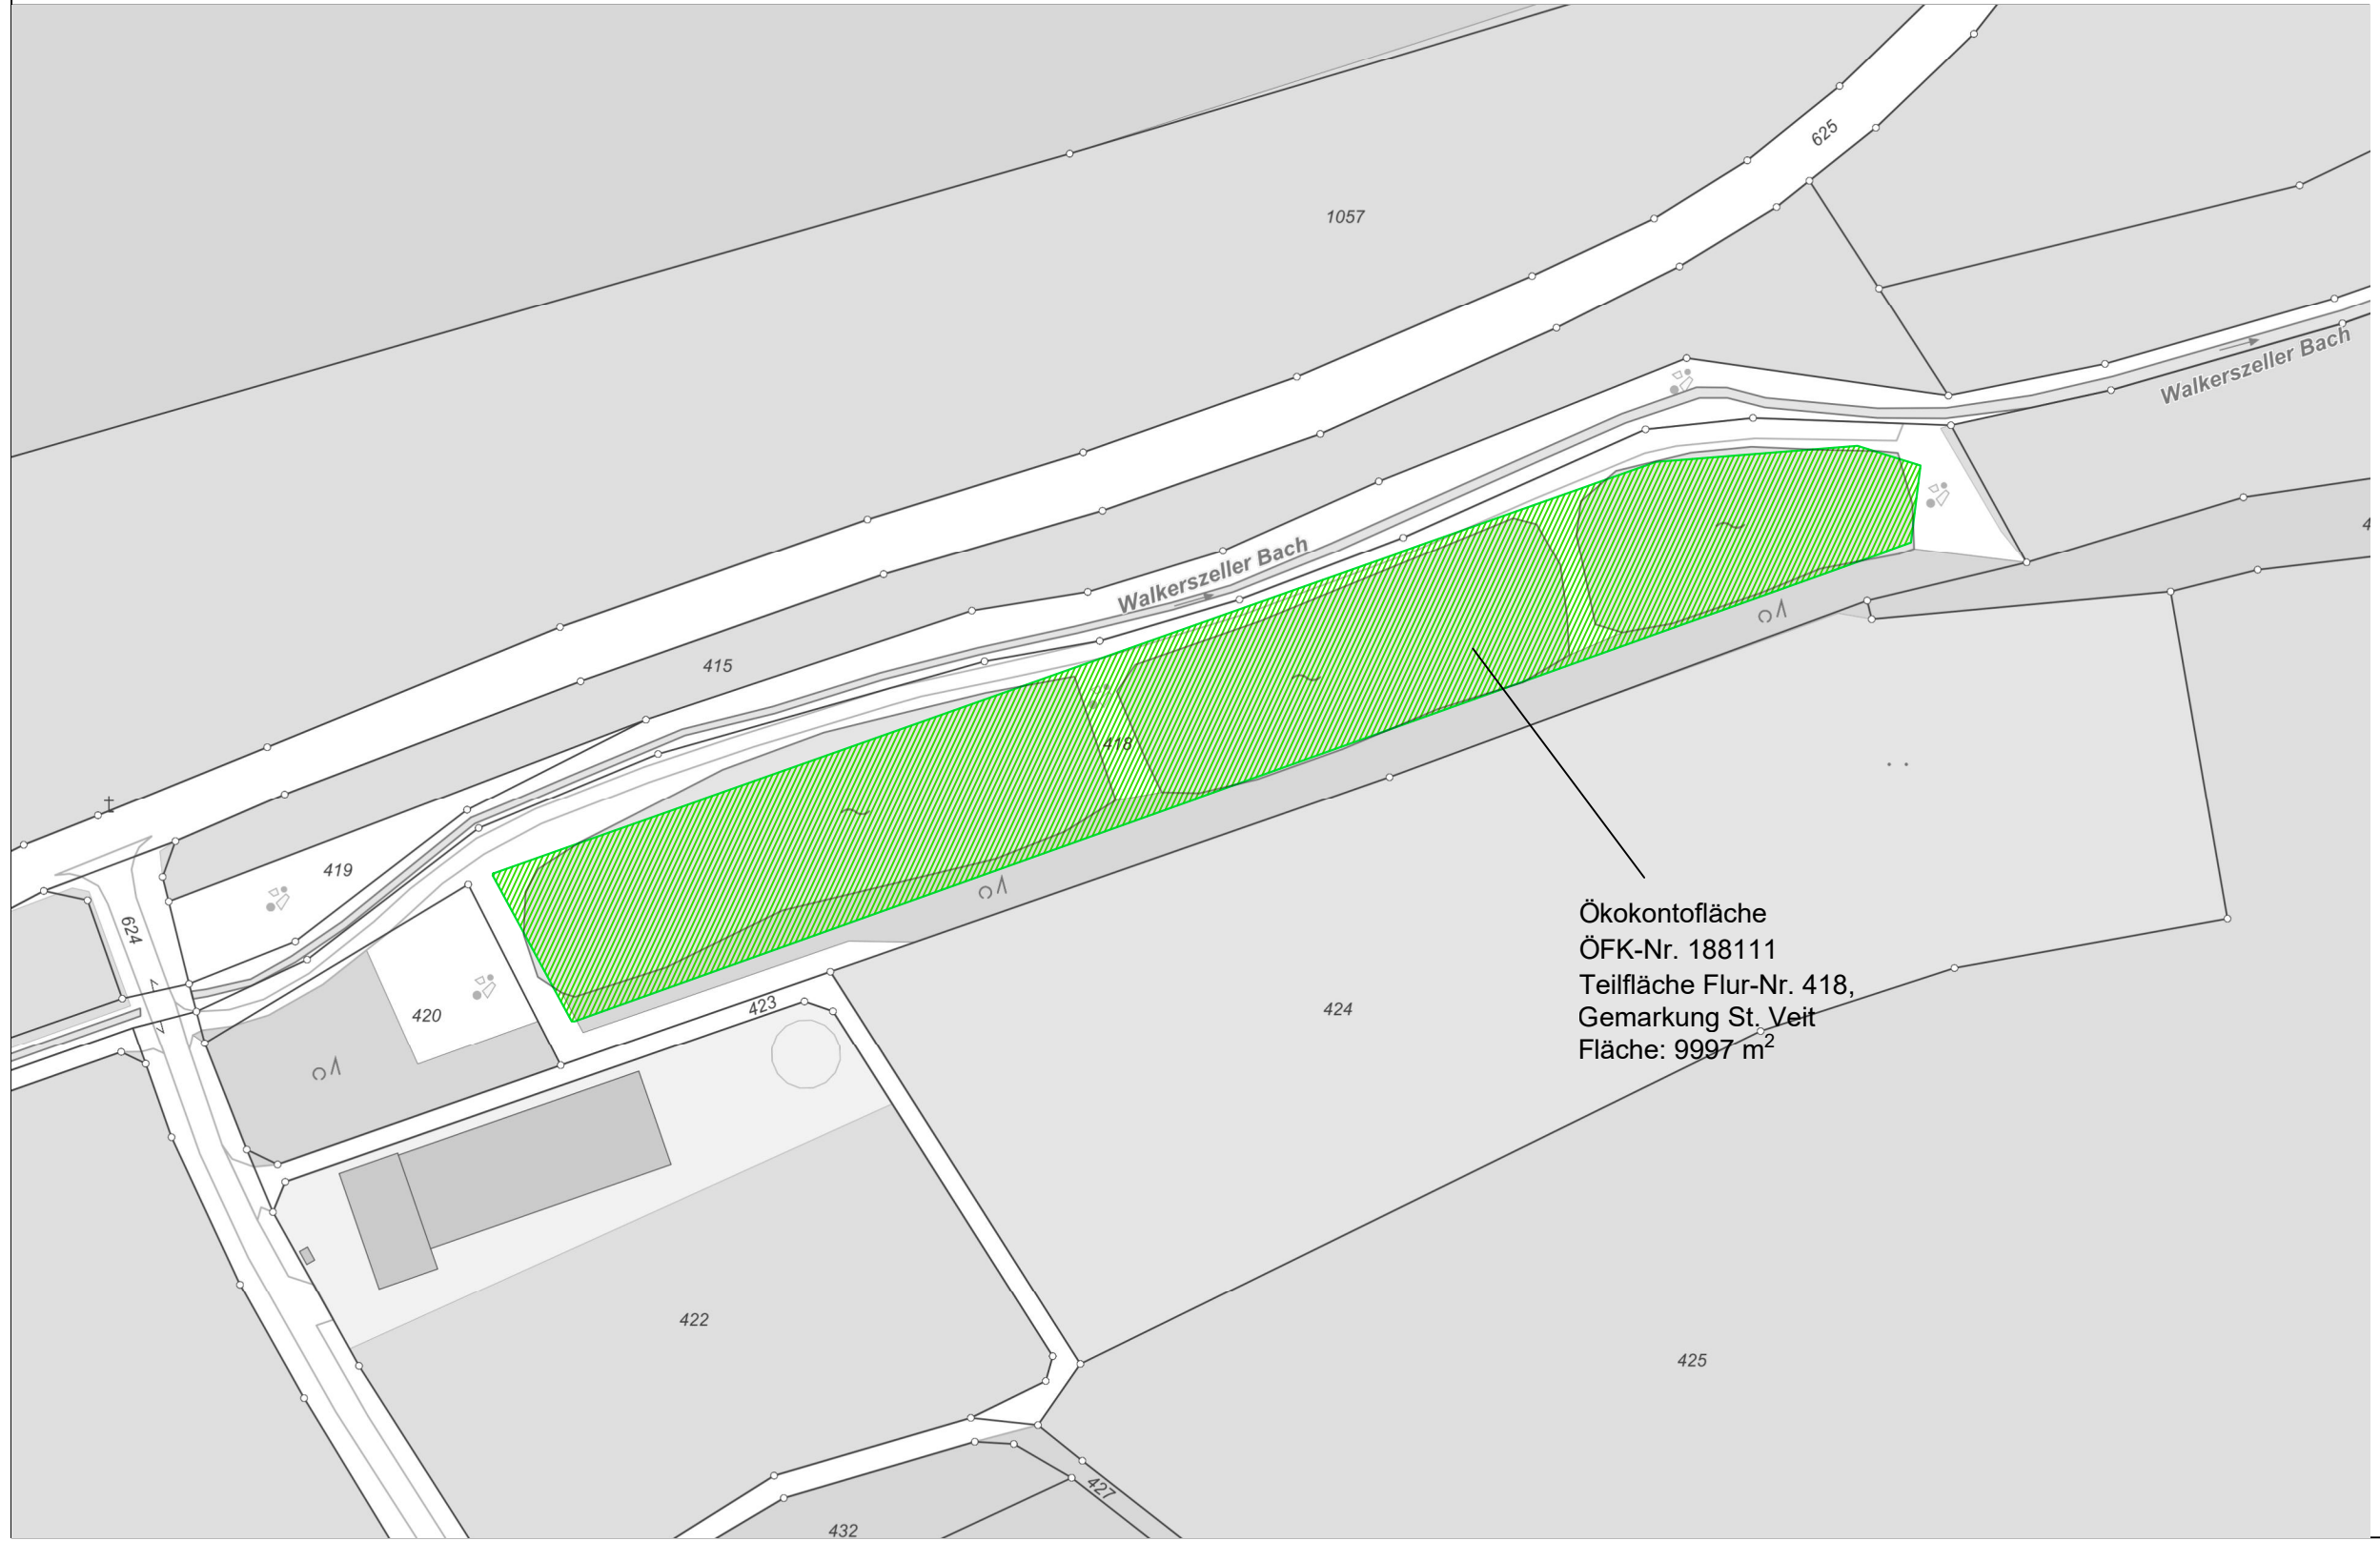 625
1057
Walkerszeller Bach
Walkerszeller Bach
415
418
419
624
420
423
424
Ökokontofläche
ÖFK-Nr. 188111
Teilfläche Flur-Nr. 418,
Gemarkung St. Veit
Fläche: 9997 m²
422
425
427
432